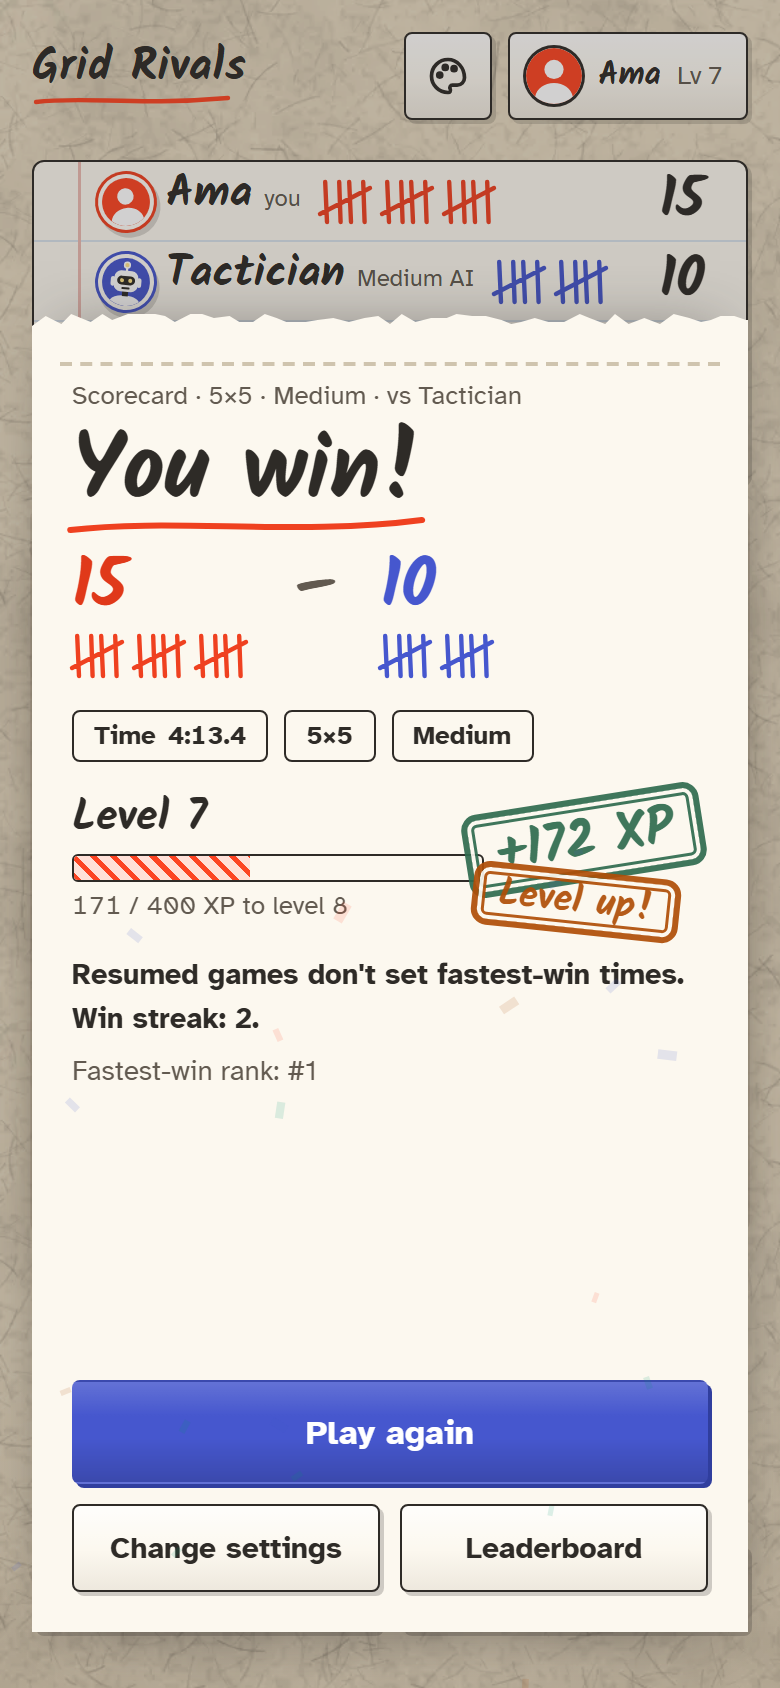 Grid Rivals
Ama Lv 7
Ama you 15
Tactician Medium AI 10
Scorecard · 5×5 · Medium · vs Tactician
You win!
15 – 10
Time 4:13.4 5×5 Medium
Level 7
+172 XP
Level up!
171 / 400 XP to level 8
Resumed games don't set fastest-win times.
Win streak: 2.
Fastest-win rank: #1
Play again
Change settings Leaderboard